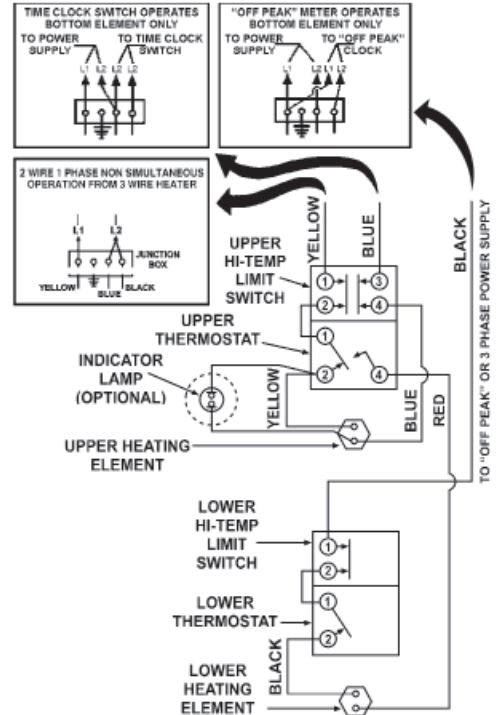 TIME CLOCK SWITCH OPERATES
BOTTOM ELEMENT ONLY
TO POWER
SUPPLY
TO TIME CLOCK
SWITCH
L1 L2 L2 L1
"OFF PEAK" METER OPERATES
BOTTOM ELEMENT ONLY
TO POWER
SUPPLY
TO "OFF PEAK"
CLOCK
L1 L2 L1 L2
2 WIRE 1 PHASE NON SIMULTANEOUS
OPERATION FROM 3 WIRE HEATER
L1 L2
JUNCTION
BOX
YELLOW
BLUE
BLACK
YELLOW
BLUE
BLACK
TO "OFF PEAK" OR 3 PHASE POWER SUPPLY
UPPER
HI-TEMP
LIMIT
SWITCH
1 3
2 4
UPPER
THERMOSTAT
1
2 4
INDICATOR
LAMP
(OPTIONAL)
YELLOW
BLUE
RED
UPPER HEATING
ELEMENT
LOWER
HI-TEMP
LIMIT
SWITCH
1
2
LOWER
THERMOSTAT
1
2
BLACK
LOWER
HEATING
ELEMENT